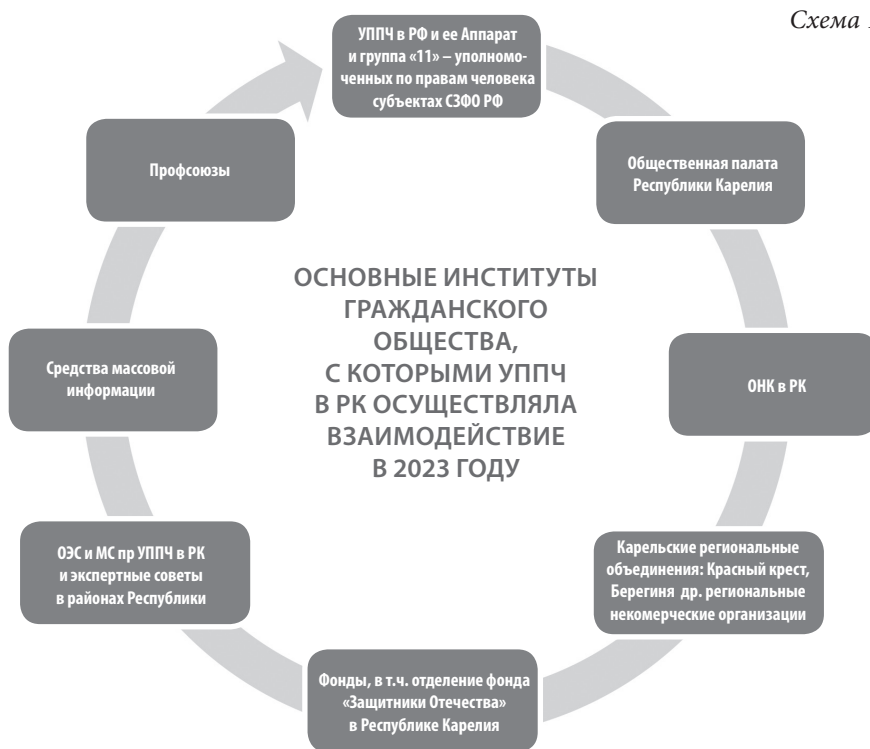 Схема
УППЧ в РФ и ее Аппарат
и группа «11» – уполномо-
ченных по правам человека
субъектах СЗФО РФ
Общественная палата
Республики Карелия
ОНК в РК
Карельские региональные
объединения: Красный крест,
Берегиня др. региональные
некомерческие организации
Фонды, в т.ч. отделение фонда
«Защитники Отечества»
в Республике Карелия
ОЭС и МС пр УППЧ в РК
и экспертные советы
в районах Республики
Средства массовой
информации
Профсоюзы
ОСНОВНЫЕ ИНСТИТУТЫ
ГРАЖДАНСКОГО
ОБЩЕСТВА,
С КОТОРЫМИ УППЧ
В РК ОСУЩЕСТВЛЯЛА
ВЗАИМОДЕЙСТВИЕ
В 2023 ГОДУ